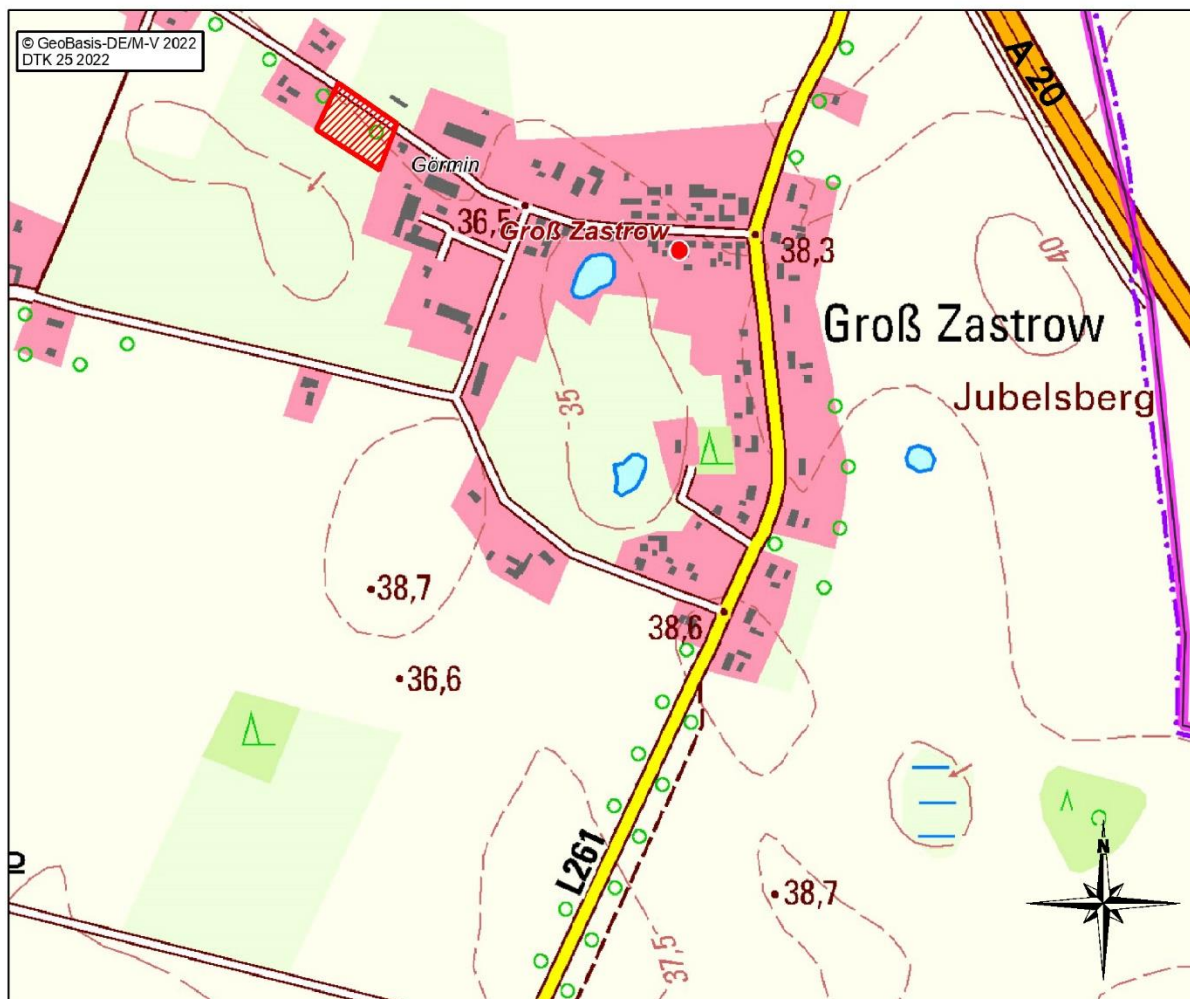 © GeoBasis-DE/M-V 2022
DTK 25 2022
A 20
Görmin
36,5
Groß Zastrow
38,3
40
Groß Zastrow
Jubelsberg
35
38,7
38,6
36,6
L261
38,7
37,5
N